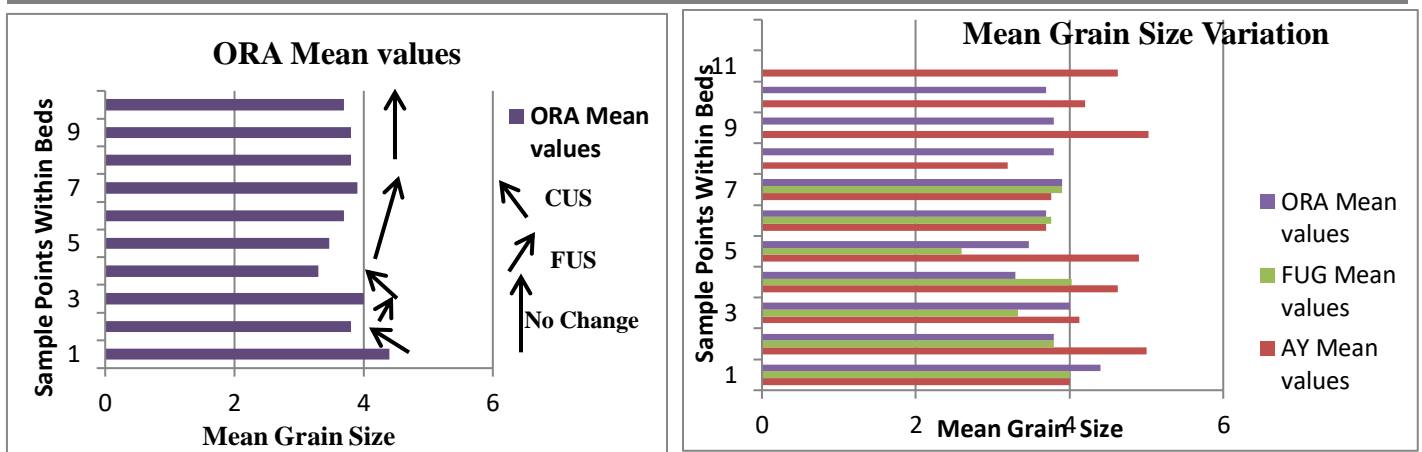 ORA Mean values
Sample Points Within Beds
9
7
5
3
1
0 2 4 6
Mean Grain Size
ORA Mean
values
CUS
FUS
No Change
Mean Grain Size Variation
Sample Points Within Beds
11
9
7
5
3
1
0 2 4 6
Mean Grain Size
ORA Mean
values
FUG Mean
values
AY Mean
values